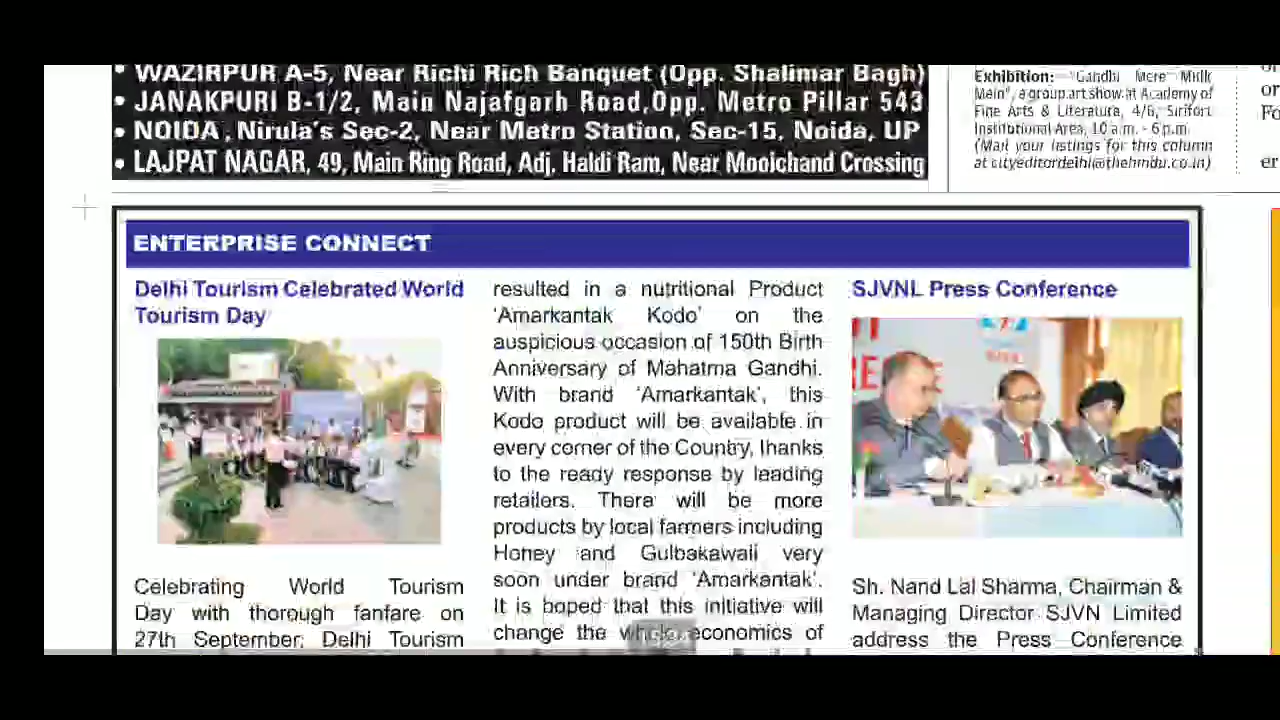 • WAZIRPUR A-5, Near Richi Rich Banquet (Opp. Shalimar Bagh)
• JANAKPURI B-1/2, Main Najafgarh Road,Opp. Metro Pillar 543
• NOIDA , Nirula's Sec-2, Near Metro Station, Sec-15, Noida, UP
• LAJPAT NAGAR, 49, Main Ring Road, Adj. Haldi Ram, Near Moolchand Crossing
Exhibition: "Gandhi Mere
Mein", a group art show at Academy of
Fine Arts & Literature, 4/6, Sirifort
Institutional Area, 10 a.m. - 6 p.m.
(Mail your listings for this column
at cityeditordelhi@thehindu.co.in)
or
er
ENTERPRISE CONNECT
Delhi Tourism Celebrated World
Tourism Day
Celebrating World Tourism
Day with thorough fanfare on
27th September, Delhi Tourism
resulted in a nutritional Product
'Amarkantak Kodo' on the
auspicious occasion of 150th Birth
Anniversary of Mahatma Gandhi.
With brand 'Amarkantak', this
Kodo product will be available in
every corner of the Country, thanks
to the ready response by leading
retailers. There will be more
products by local farmers including
Honey and Gulbakawali very
soon under brand 'Amarkantak'.
It is hoped that this initiative will
change the whole economics of
SJVNL Press Conference
Sh. Nand Lal Sharma, Chairman &
Managing Director SJVN Limited
address the Press Conference